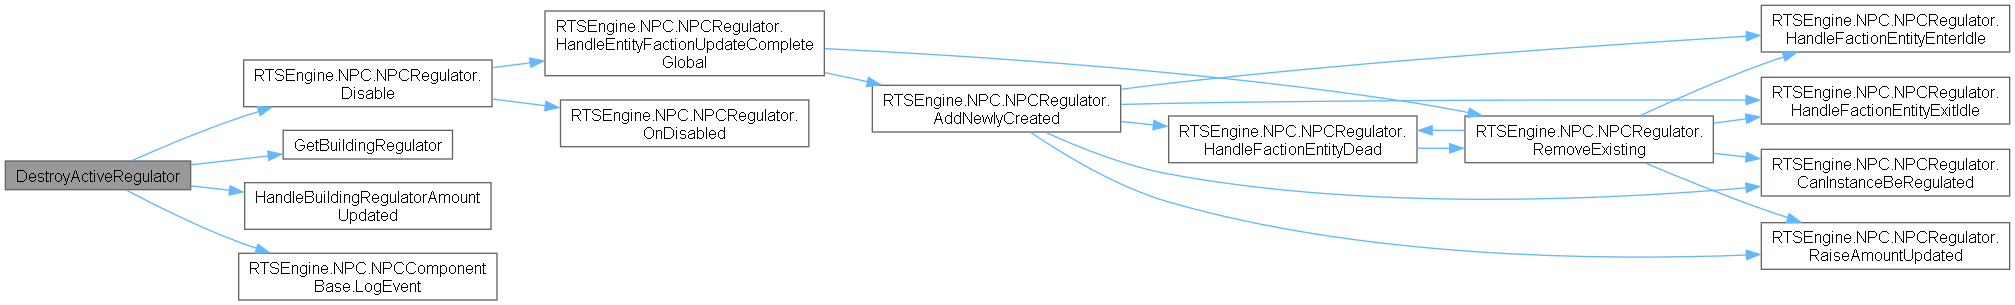 DestroyActiveRegulator
RTSEngine.NPC.NPCRegulator.
Disable
GetBuildingRegulator
HandleBuildingRegulatorAmount
Updated
RTSEngine.NPC.NPCComponent
Base.LogEvent
RTSEngine.NPC.NPCRegulator.
HandleEntityFactionUpdateComplete
Global
RTSEngine.NPC.NPCRegulator.
OnDisabled
RTSEngine.NPC.NPCRegulator.
AddNewlyCreated
RTSEngine.NPC.NPCRegulator.
HandleFactionEntityDead
RTSEngine.NPC.NPCRegulator.
RemoveExisting
RTSEngine.NPC.NPCRegulator.
HandleFactionEntityEnterIdle
RTSEngine.NPC.NPCRegulator.
HandleFactionEntityExitIdle
RTSEngine.NPC.NPCRegulator.
CanInstanceBeRegulated
RTSEngine.NPC.NPCRegulator.
RaiseAmountUpdated